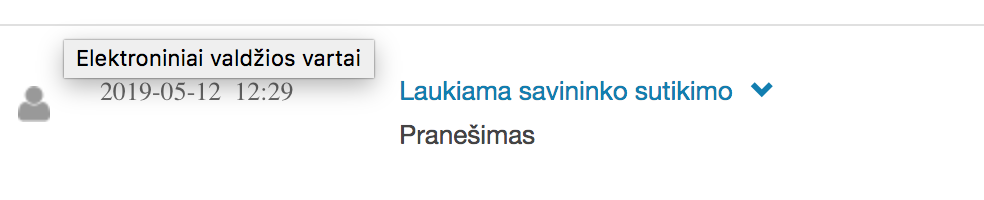 Elektroniniai valdžios vartai
2019-05-12 12:29
Laukiama savininko sutikimo
Pranešimas